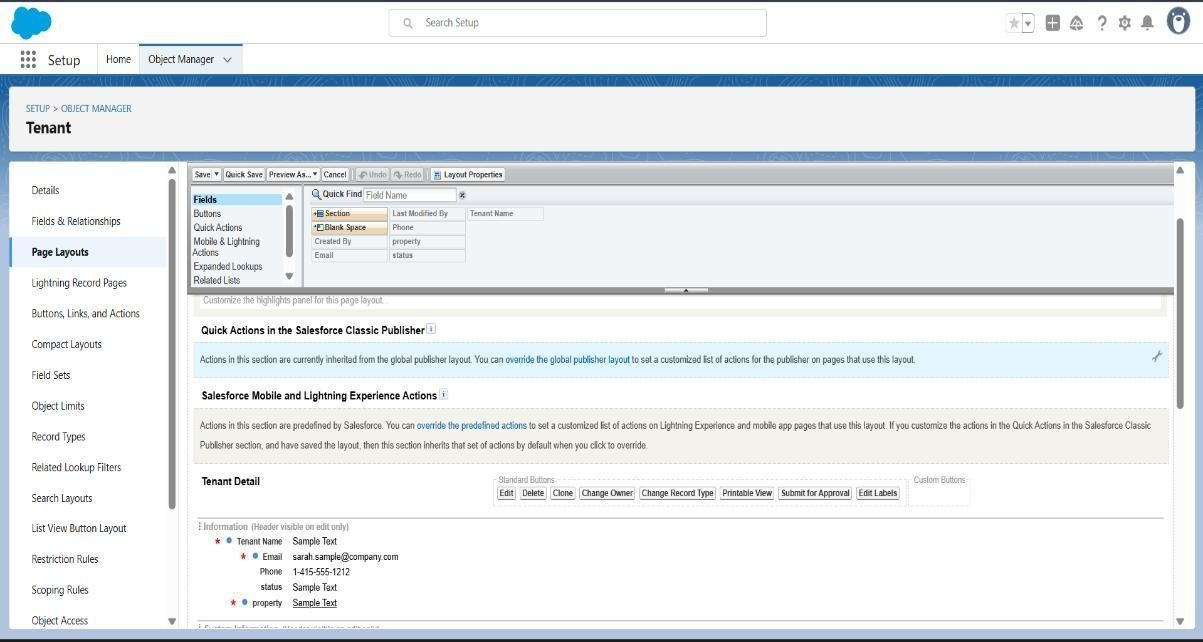 Search Setup
Setup
Home
Object Manager
SETUP > OBJECT MANAGER
Tenant
Details
Fields & Relationships
Page Layouts
Lightning Record Pages
Buttons, Links, and Actions
Compact Layouts
Field Sets
Object Limits
Record Types
Related Lookup Filters
Search Layouts
List View Button Layout
Restriction Rules
Scoping Rules
Object Access
Save Quick Save Preview As... Cancel Undo Redo Layout Properties
Fields
Buttons
Quick Actions
Mobile & Lightning
Actions
Expanded Lookups
Related Lists
Quick Find Field Name
Section Last Modified By Tenant Name
Blank Space Phone
Created By property
Email status
Customize the highlights panel for this page layout...
Quick Actions in the Salesforce Classic Publisher i
Actions in this section are currently inherited from the global publisher layout. You can override the global publisher layout to set a customized list of actions for the publisher on pages that use this layout.
Salesforce Mobile and Lightning Experience Actions i
Actions in this section are predefined by Salesforce. You can override the predefined actions to set a customized list of actions on Lightning Experience and mobile app pages that use this layout. If you customize the actions in the Quick Actions in the Salesforce Classic
Publisher section, and have saved the layout, then this section inherits that set of actions by default when you click to override.
Tenant Detail
Standard Buttons
Edit Delete Clone Change Owner Change Record Type Printable View Submit for Approval Edit Labels
Custom Buttons
Information (Header visible on edit only)
* Tenant Name Sample Text
* Email sarah.sample@company.com
Phone 1-415-555-1212
status Sample Text
* property Sample Text
System Information (Header visible on edit only)